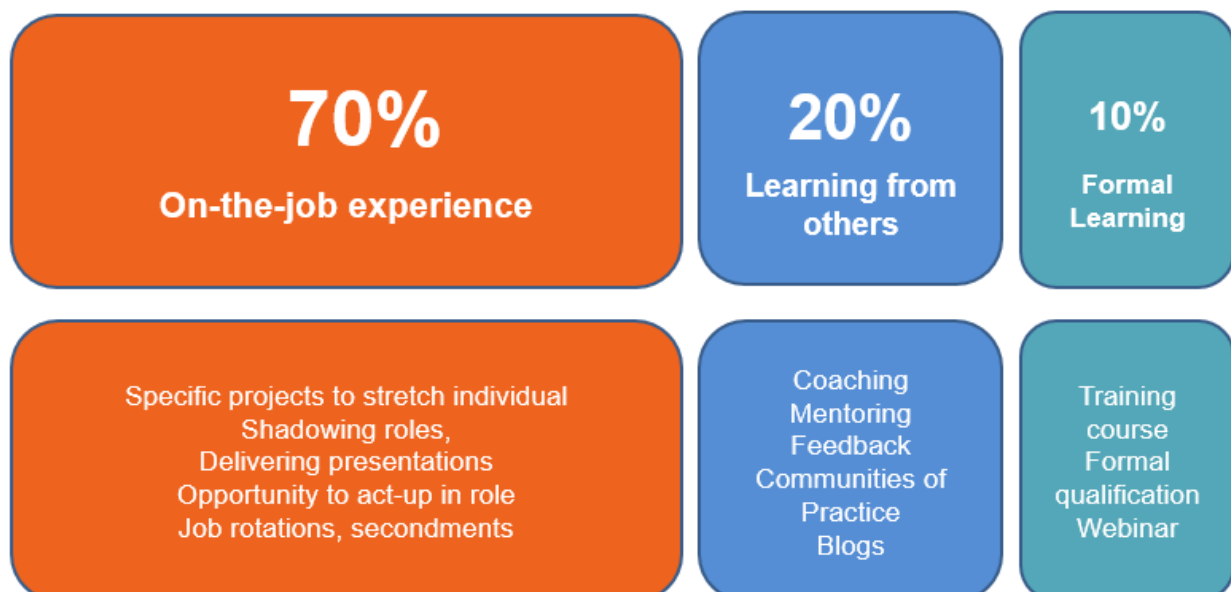 70%
On-the-job experience
20%
Learning from
others
10%
Formal
Learning
Specific projects to stretch individual
Shadowing roles,
Delivering presentations
Opportunity to act-up in role
Job rotations, secondments
Coaching
Mentoring
Feedback
Communities of
Practice
Blogs
Training
course
Formal
qualification
Webinar